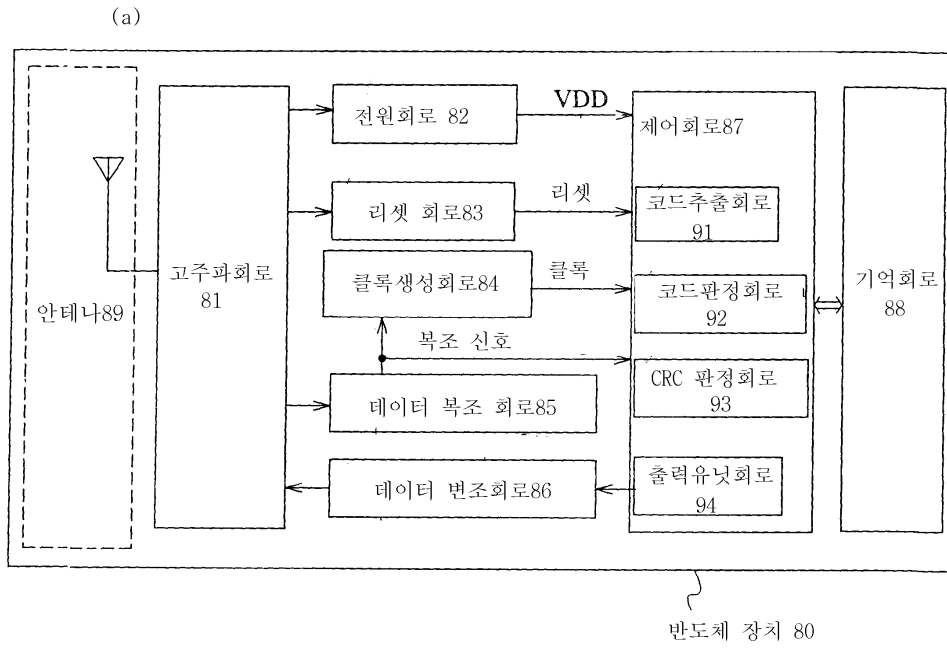 (a)
안테나89
고주파회로
81
전원회로 82
VDD
리셋 회로83
리셋
클록생성회로84
클록
복조 신호
데이터 복조 회로85
데이터 변조회로86
제어회로87
코드추출회로
91
코드판정회로
92
CRC 판정회로
93
출력유닛회로
94
기억회로
88
반도체 장치 80